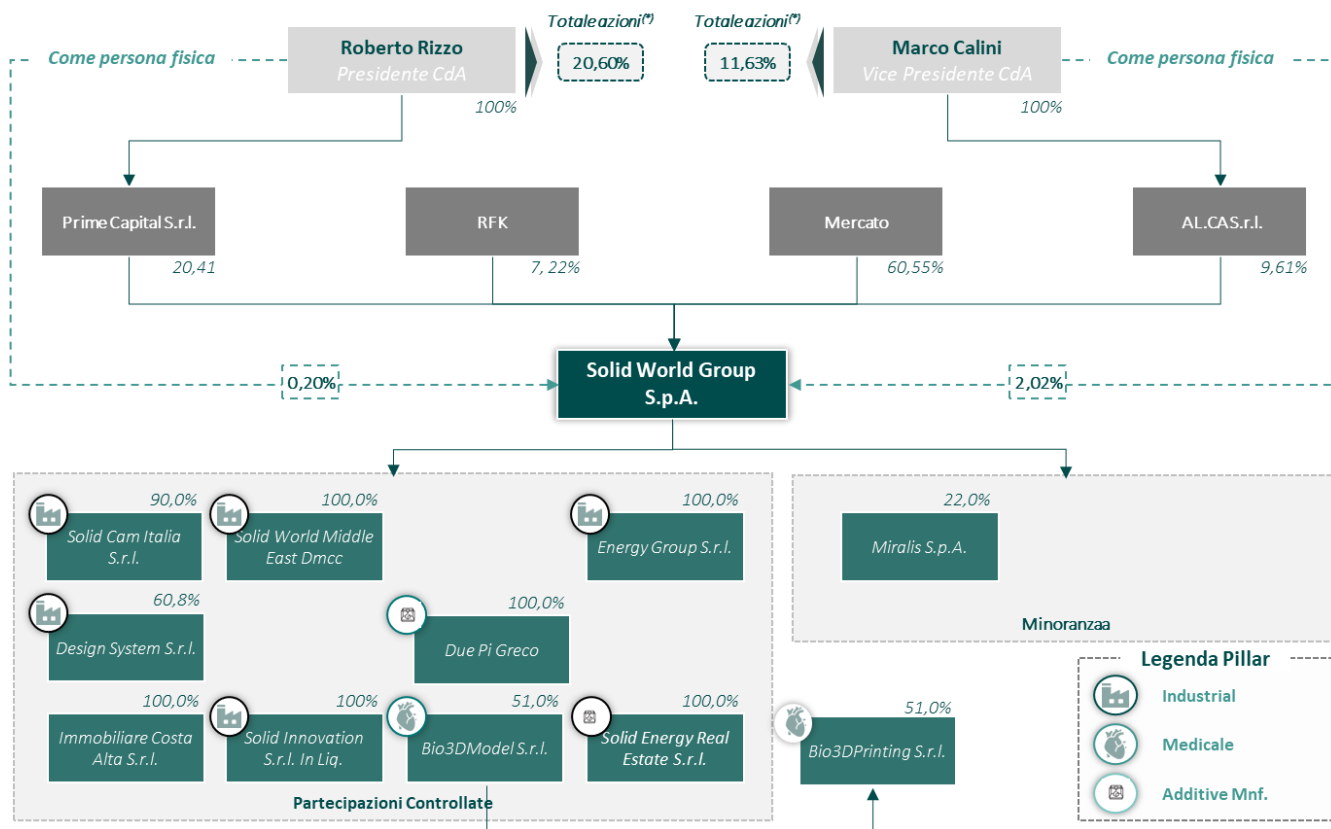 Totale azioni(*)
Totale azioni(*)
Come persona fisica
Roberto Rizzo
Presidente CdA
20,60%
11,63%
Marco Calini
Vice Presidente CdA
Come persona fisica
100%
100%
Prime Capital S.r.l.
RFK
Mercato
AL.CA S.r.l.
20,41
7, 22%
60,55%
9,61%
Solid World Group
S.p.A.
0,20%
2,02%
90,0%
100,0%
100,0%
22,0%
Solid Cam Italia
S.r.l.
Solid World Middle
East Dmcc
Energy Group S.r.l.
Miralis S.p.A.
60,8%
100,0%
Design System S.r.l.
Due Pi Greco
Minoranzaa
100,0%
100%
51,0%
100,0%
51,0%
Immobiliare Costa
Alta S.r.l.
Solid Innovation
S.r.l. In Liq.
Bio3DModel S.r.l.
Solid Energy Real
Estate S.r.l.
Bio3DPrinting S.r.l.
Partecipazioni Controllate
Legenda Pillar
Industrial
Medicale
Additive Mnf.